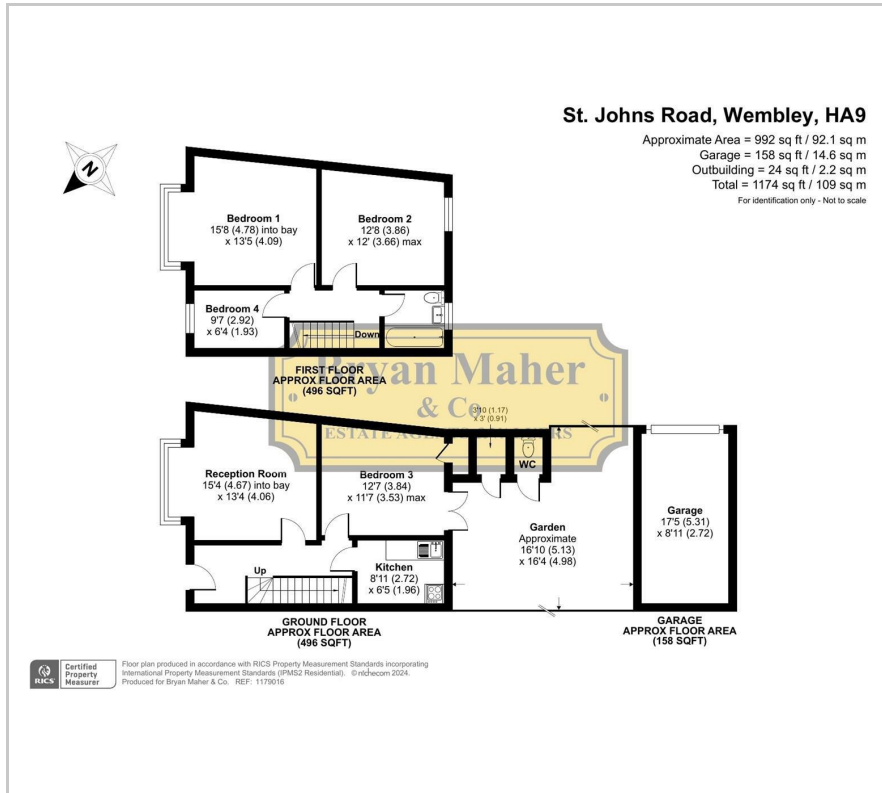 St. Johns Road, Wembley, HA9
Approximate Area = 992 sq ft / 92.1 sq m
Garage = 158 sq ft / 14.6 sq m
Outbuilding = 24 sq ft / 2.2 sq m
Total = 1174 sq ft / 109 sq m
For identification only - Not to scale
N
Bedroom 1
15'8 (4.78) into bay
x 13'5 (4.09)
Bedroom 2
12'8 (3.86)
x 12' (3.66) max
Bedroom 4
9'7 (2.92)
x 6'4 (1.93)
Down
FIRST FLOOR
APPROX FLOOR AREA
(496 SQFT)
Bryan Maher
& Co
ESTATE
3'10 (1.17)
x 3' (0.91)
WC
Reception Room
15'4 (4.67) into bay
x 13'4 (4.06)
Bedroom 3
12'7 (3.84)
x 11'7 (3.53) max
Garden
Approximate
16'10 (5.13)
x 16'4 (4.98)
Garage
17'5 (5.31)
x 8'11 (2.72)
Up
Kitchen
8'11 (2.72)
x 6'5 (1.96)
GROUND FLOOR
APPROX FLOOR AREA
(496 SQFT)
GARAGE
APPROX FLOOR AREA
(158 SQFT)
RICS
Certified
Property
Measurer
Floor plan produced in accordance with RICS Property Measurement Standards incorporating
International Property Measurement Standards (IPMS2 Residential). © nichecom 2024.
Produced for Bryan Maher & Co. REF: 1179016